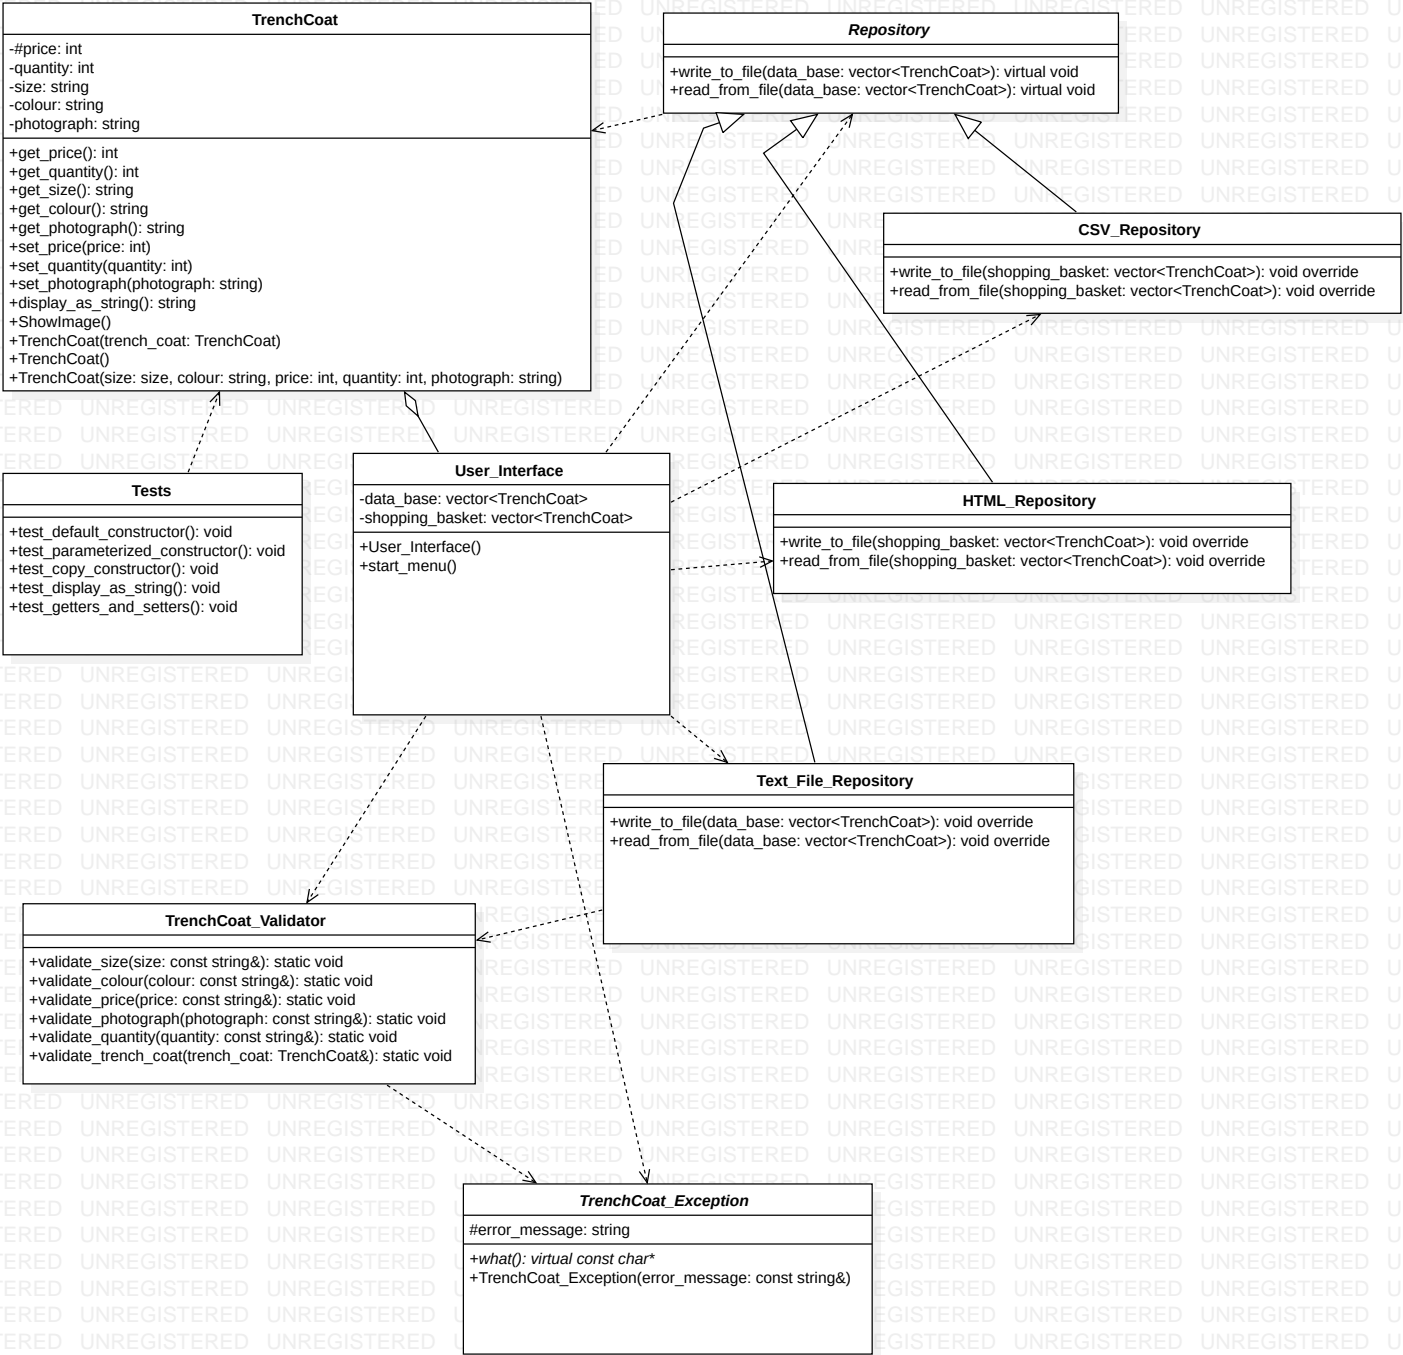 TrenchCoat
-#price: int
-quantity: int
-size: string
-colour: string
-photograph: string
+get_price(): int
+get_quantity(): int
+get_size(): string
+get_colour(): string
+get_photograph(): string
+set_price(price: int)
+set_quantity(quantity: int)
+set_photograph(photograph: string)
+display_as_string(): string
+ShowImage()
+TrenchCoat(trench_coat: TrenchCoat)
+TrenchCoat()
+TrenchCoat(size: size, colour: string, price: int, quantity: int, photograph: string)
Repository
+write_to_file(data_base: vector<TrenchCoat>): virtual void
+read_from_file(data_base: vector<TrenchCoat>): virtual void
CSV_Repository
+write_to_file(shopping_basket: vector<TrenchCoat>): void override
+read_from_file(shopping_basket: vector<TrenchCoat>): void override
Tests
+test_default_constructor(): void
+test_parameterized_constructor(): void
+test_copy_constructor(): void
+test_display_as_string(): void
+test_getters_and_setters(): void
User_Interface
-data_base: vector<TrenchCoat>
-shopping_basket: vector<TrenchCoat>
+User_Interface()
+start_menu()
HTML_Repository
+write_to_file(shopping_basket: vector<TrenchCoat>): void override
+read_from_file(shopping_basket: vector<TrenchCoat>): void override
Text_File_Repository
+write_to_file(data_base: vector<TrenchCoat>): void override
+read_from_file(data_base: vector<TrenchCoat>): void override
TrenchCoat_Validator
+validate_size(size: const string&): static void
+validate_colour(colour: const string&): static void
+validate_price(price: const string&): static void
+validate_photograph(photograph: const string&): static void
+validate_quantity(quantity: const string&): static void
+validate_trench_coat(trench_coat: TrenchCoat&): static void
TrenchCoat_Exception
#error_message: string
+what(): virtual const char*
+TrenchCoat_Exception(error_message: const string&)
UNREGISTERED